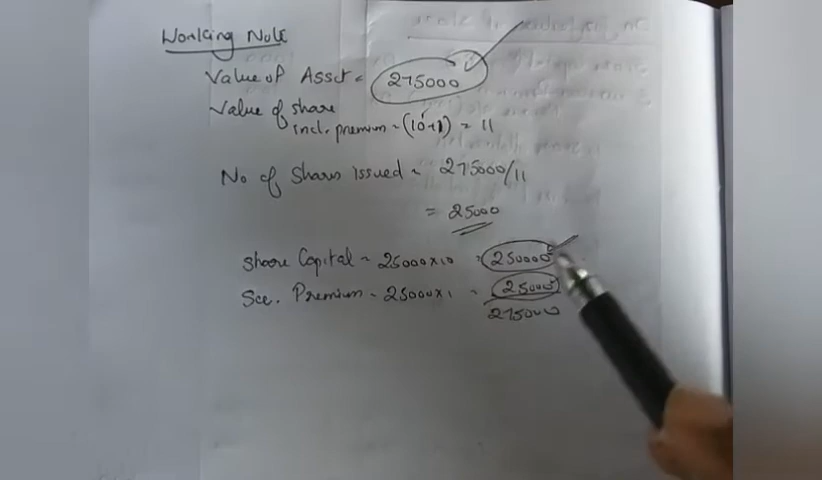 Working Note
Value of Asset = 275000
Value of share
incl. premium = (10+1) = 11
No of Shares issued = 275000/11
= 25000
Share Capital = 25000x10 = 250000
Sec. Premium = 25000x1 = 25000
275000